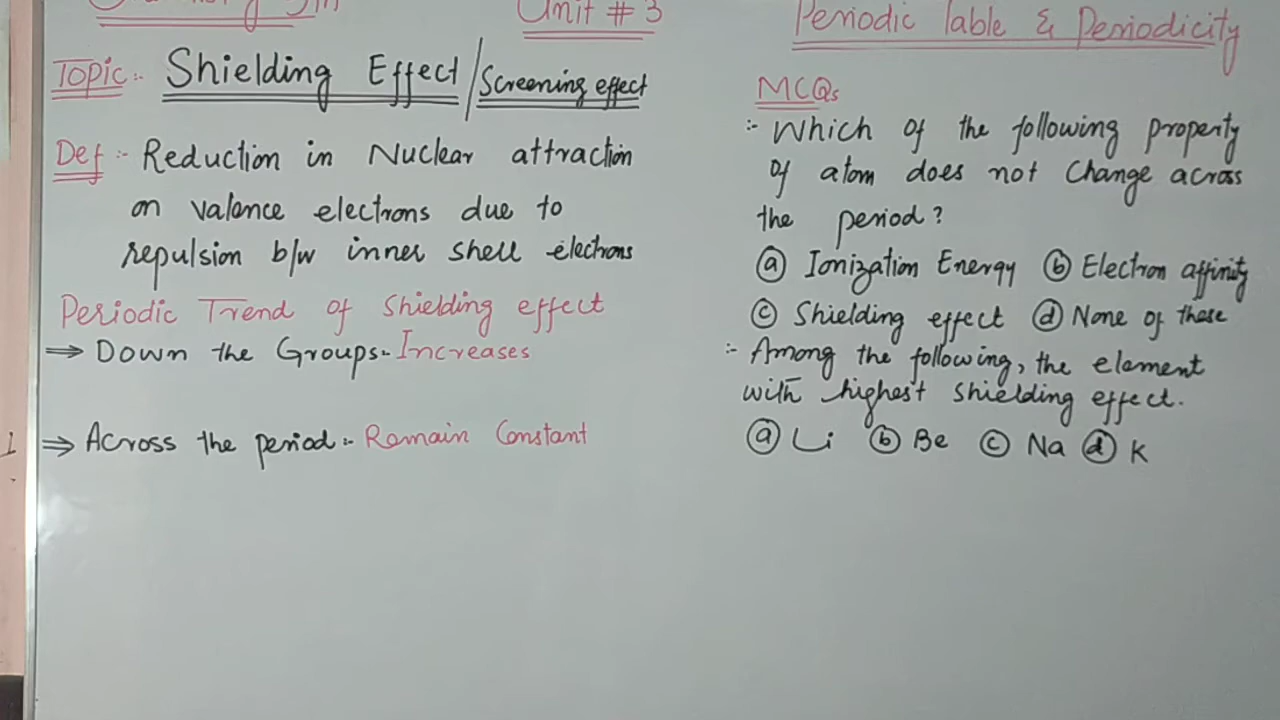 Unit # 3
Periodic Table & Periodicity
Topic:- Shielding Effect / Screening effect
Def:- Reduction in Nuclear attraction
on valence electrons due to
repulsion b/w inner shell electrons
Periodic Trend of Shielding effect
⇒ Down the Groups:- Increases
⇒ Across the period:- Remain Constant
MCQs
:- Which of the following property
of atom does not change across
the period?
ⓐ Ionization Energy ⓑ Electron affinity
ⓒ Shielding effect ⓓ None of these
:- Among the following, the element
with highest shielding effect.
ⓐ Li ⓑ Be ⓒ Na ⓓ K